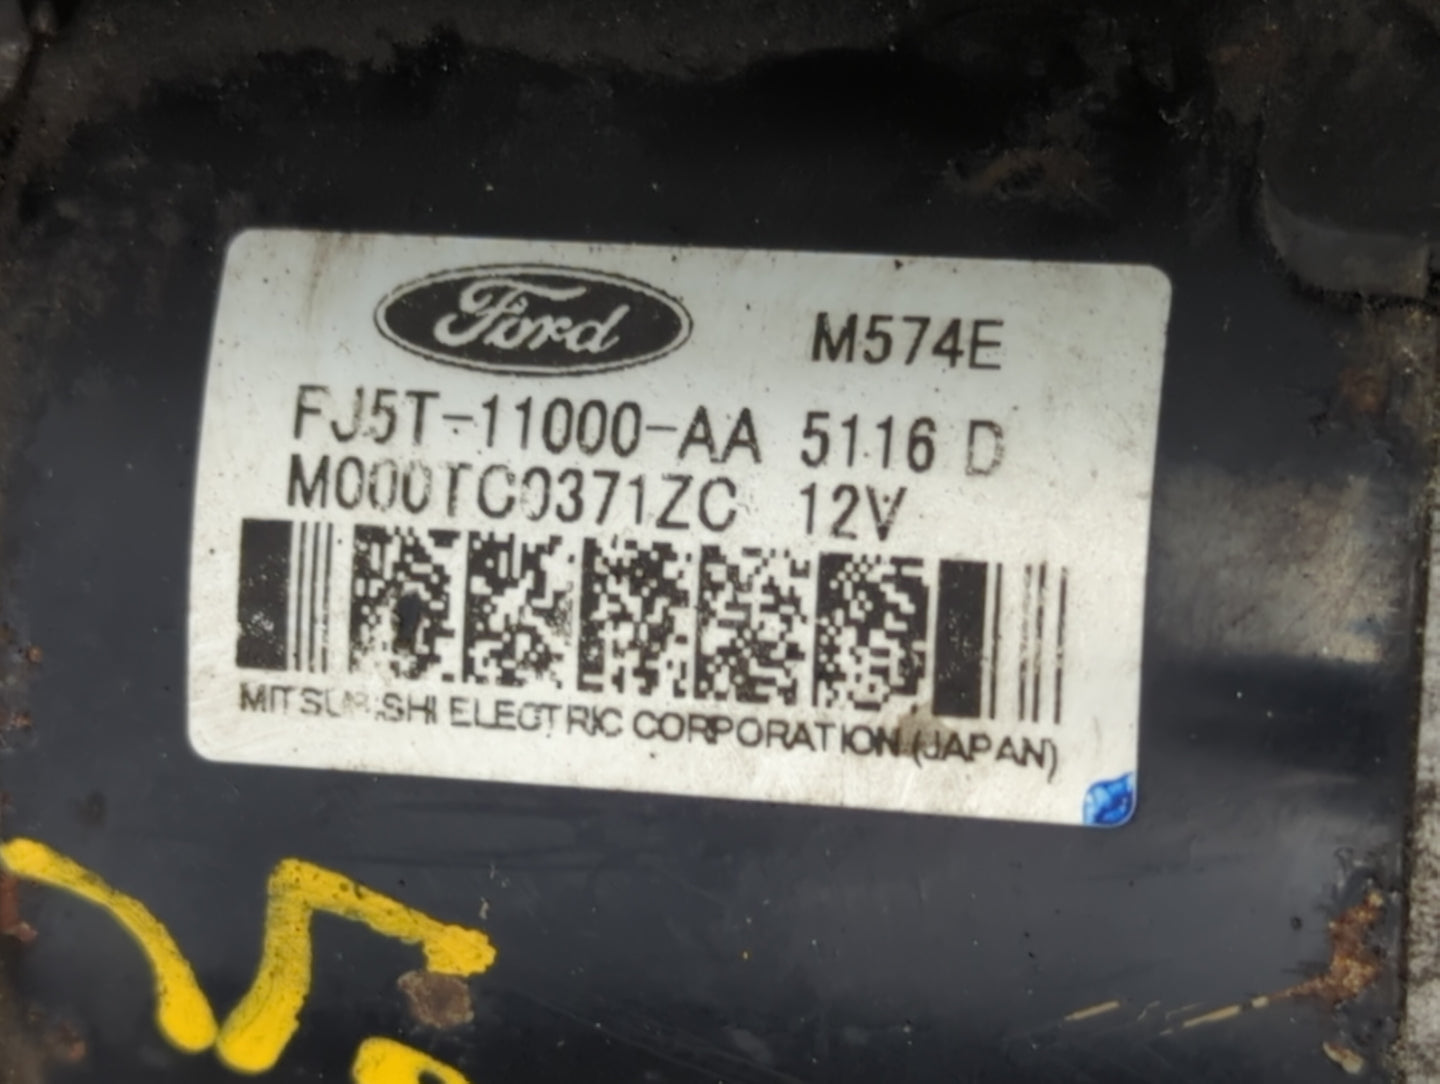 Ford
M574E
FJ5T-11000-AA 5116 D
M000TC0371ZC 12V
MITSUBISHI ELECTRIC CORPORATION (JAPAN)